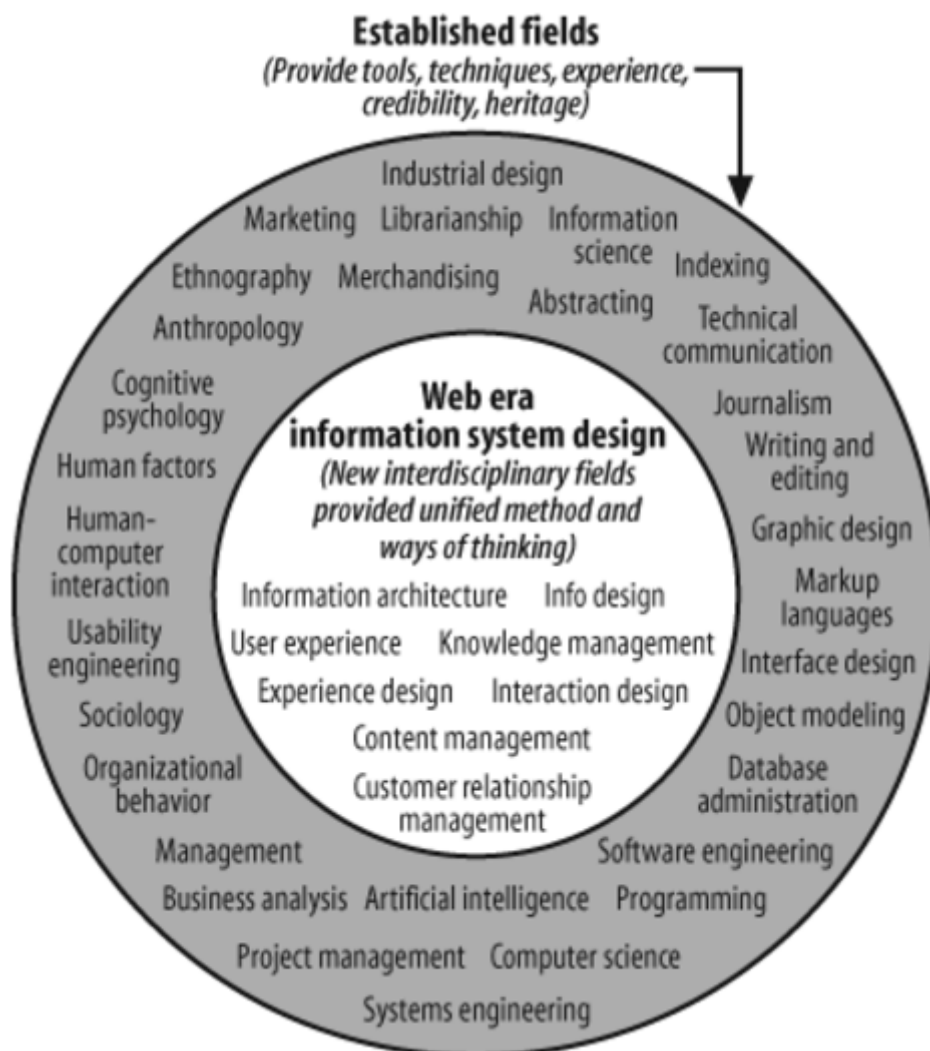 Established fields
(Provide tools, techniques, experience,
credibility, heritage)
Industrial design
Marketing
Librarianship
Information
science
Indexing
Ethnography
Merchandising
Abstracting
Anthropology
Technical
communication
Cognitive
psychology
Journalism
Human factors
Writing and
editing
Human-
computer
interaction
Graphic design
Usability
engineering
Markup
languages
Sociology
Interface design
Organizational
behavior
Object modeling
Database
administration
Management
Software engineering
Business analysis
Artificial intelligence
Programming
Project management
Computer science
Systems engineering
Web era
information system design
(New interdisciplinary fields
provided unified method and
ways of thinking)
Information architecture
Info design
User experience
Knowledge management
Experience design
Interaction design
Content management
Customer relationship
management